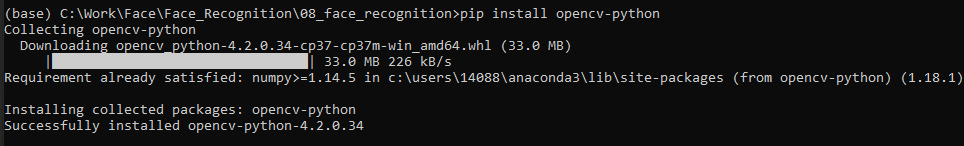 (base) C:\Work\Face\Face_Recognition\08_face_recognition>pip install opencv-python
Collecting opencv-python
  Downloading opencv_python-4.2.0.34-cp37-cp37m-win_amd64.whl (33.0 MB)
     |████████████████████████████████| 33.0 MB 226 kB/s
Requirement already satisfied: numpy>=1.14.5 in c:\users\14088\anaconda3\lib\site-packages (from opencv-python) (1.18.1)
Installing collected packages: opencv-python
Successfully installed opencv-python-4.2.0.34